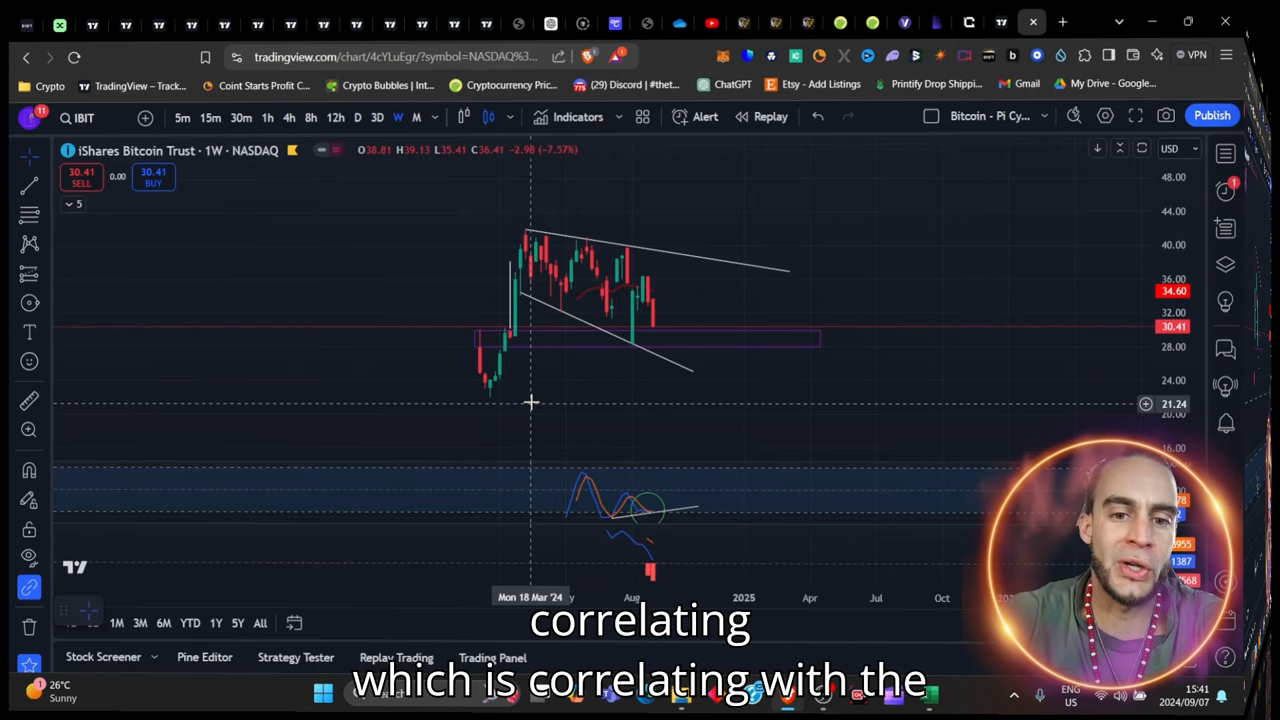 tradingview.com/chart/4cYLuEgr/?symbol=NASDAQ%3...
VPN
Crypto
TradingView – Track...
Coint Starts Profit C...
Crypto Bubbles | Int...
Cryptocurrency Pric...
(29) Discord | #thet...
ChatGPT
Etsy - Add Listings
Printify Drop Shippi...
Gmail
My Drive - Google...
11
IBIT
5m 15m 30m 1h 4h 8h 12h D 3D W M
Indicators
Alert
Replay
Bitcoin - Pi Cy...
Publish
iShares Bitcoin Trust · 1W · NASDAQ
O38.81 H39.13 L35.41 C36.41 −2.98 (−7.57%)
USD
30.41
SELL
0.00
30.41
BUY
5
48.00
44.00
40.00
36.00
34.60
32.00
30.41
28.00
24.00
21.24
20.00
16.00
1387
Mon 18 Mar '24
Aug
2025
Apr
Jul
Oct
1M 3M 6M YTD 1Y 5Y All
correlating
which is correlating with the
Stock Screener
Pine Editor
Strategy Tester
Replay Trading
Trading Panel
26°C
Sunny
ENG
US
15:41
2024/09/07